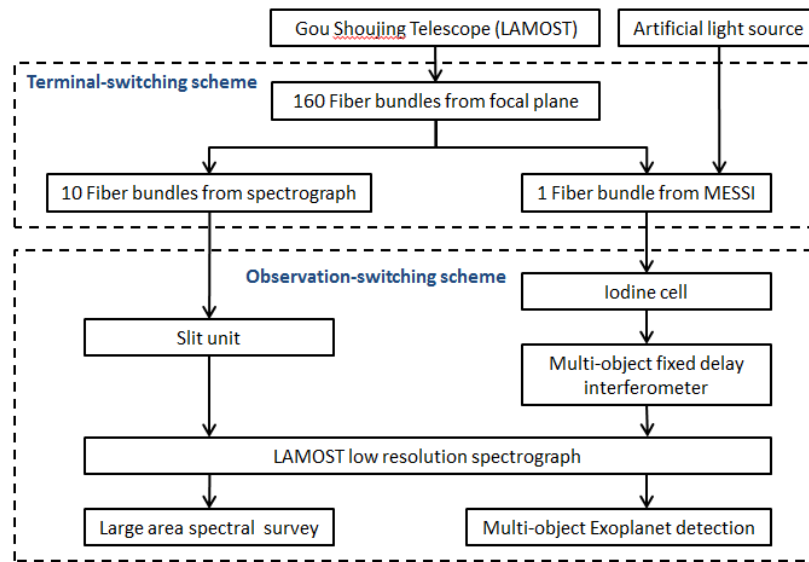 Gou Shoujing Telescope (LAMOST)
Artificial light source
Terminal-switching scheme
160 Fiber bundles from focal plane
10 Fiber bundles from spectrograph
1 Fiber bundle from MESSI
Observation-switching scheme
Iodine cell
Slit unit
Multi-object fixed delay
interferometer
LAMOST low resolution spectrograph
Large area spectral survey
Multi-object Exoplanet detection